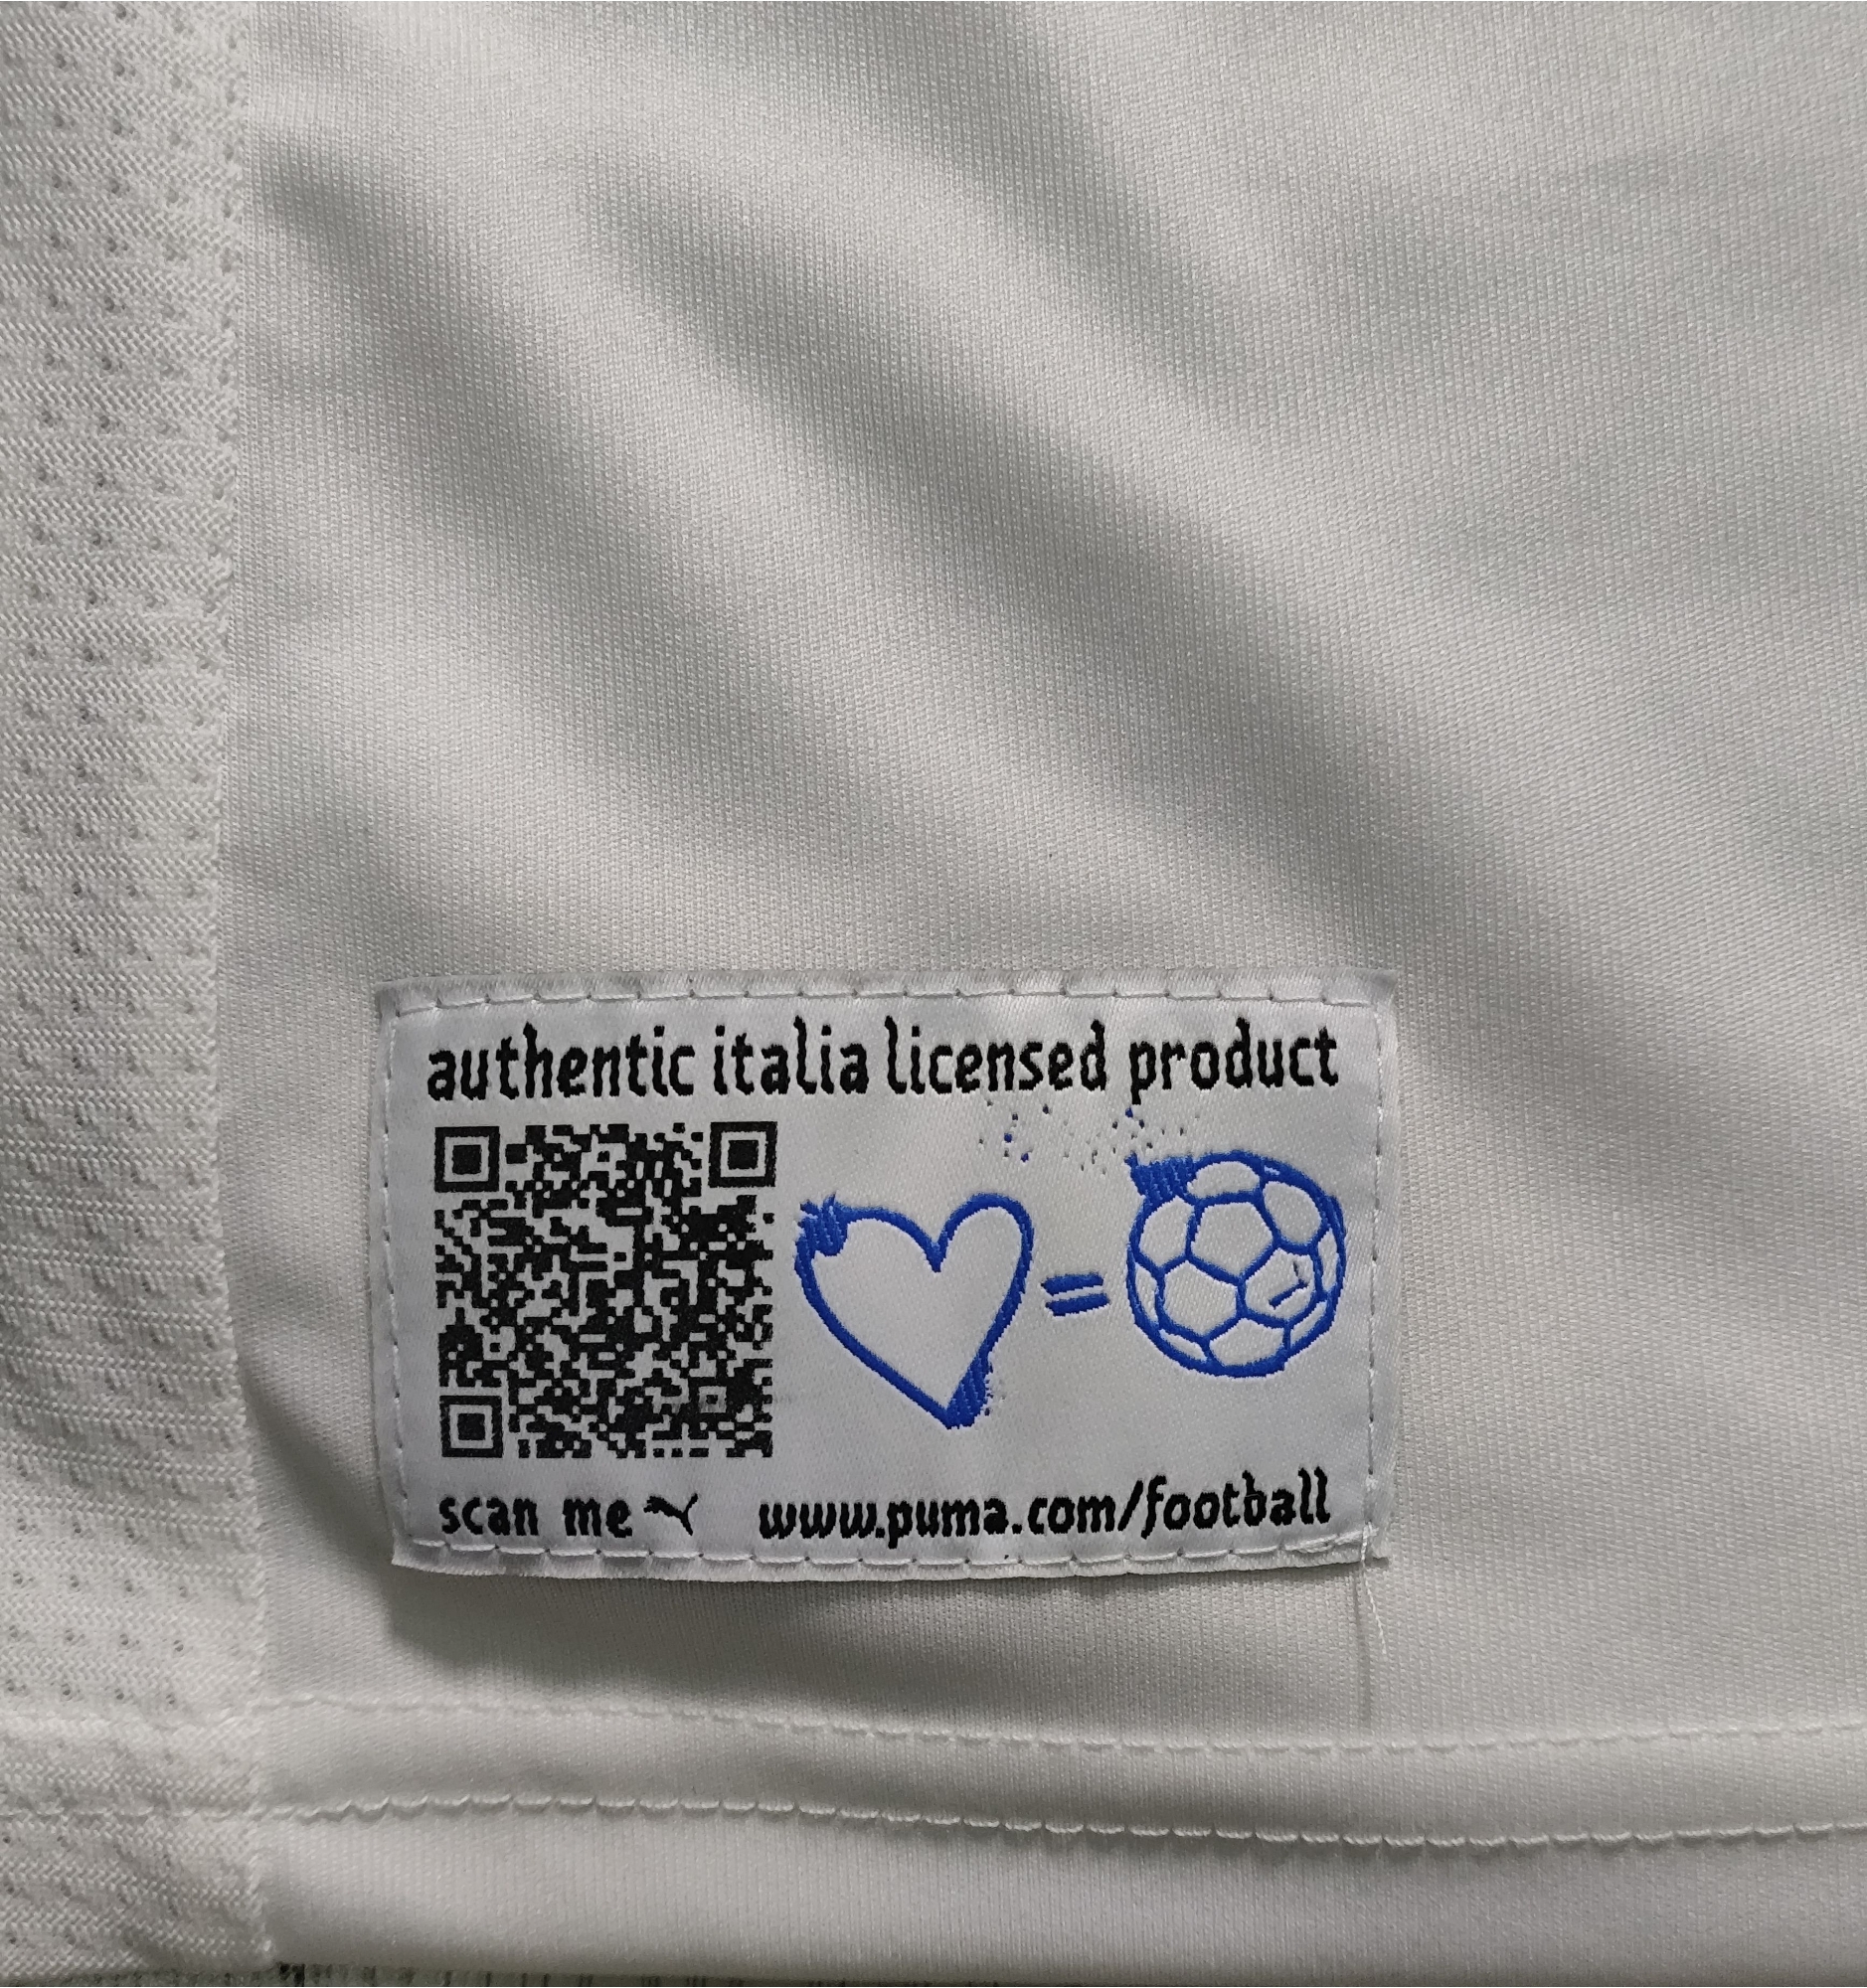 authentic italia licensed product
=
scan me
www.puma.com/football